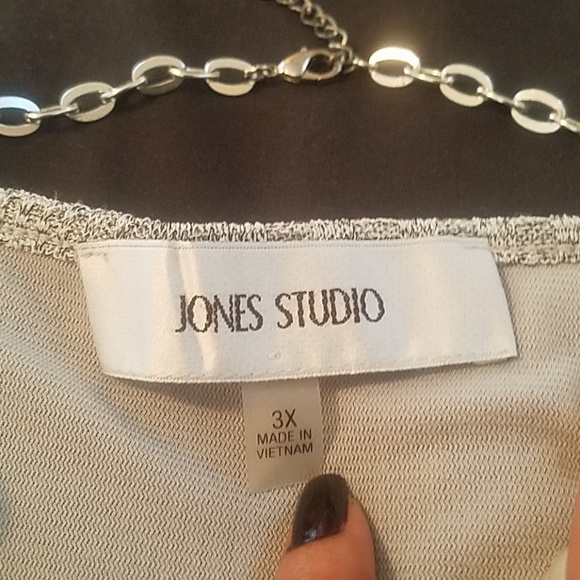 JONES STUDIO
3X
MADE IN
VIETNAM